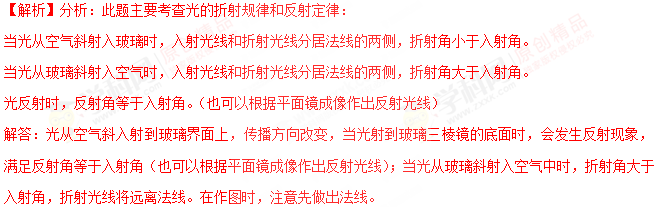 【解析】分析：此题主要考查光的折射规律和反射定律：
当光从空气斜射入玻璃时，入射光线和折射光线分居法线的两侧，折射角小于入射角。
当光从玻璃斜射入空气时，入射光线和折射光线分居法线的两侧，折射角大于入射角。
光反射时，反射角等于入射角。（也可以根据平面镜成像作出反射光线）
解答：光从空气斜入射到玻璃界面上，传播方向改变，当光射到玻璃三棱镜的底面时，会发生反射现象，
满足反射角等于入射角（也可以根据平面镜成像作出反射光线）；当光从玻璃斜射入空气中时，折射角大于
入射角，折射光线将远离法线。在作图时，注意先做出法线。